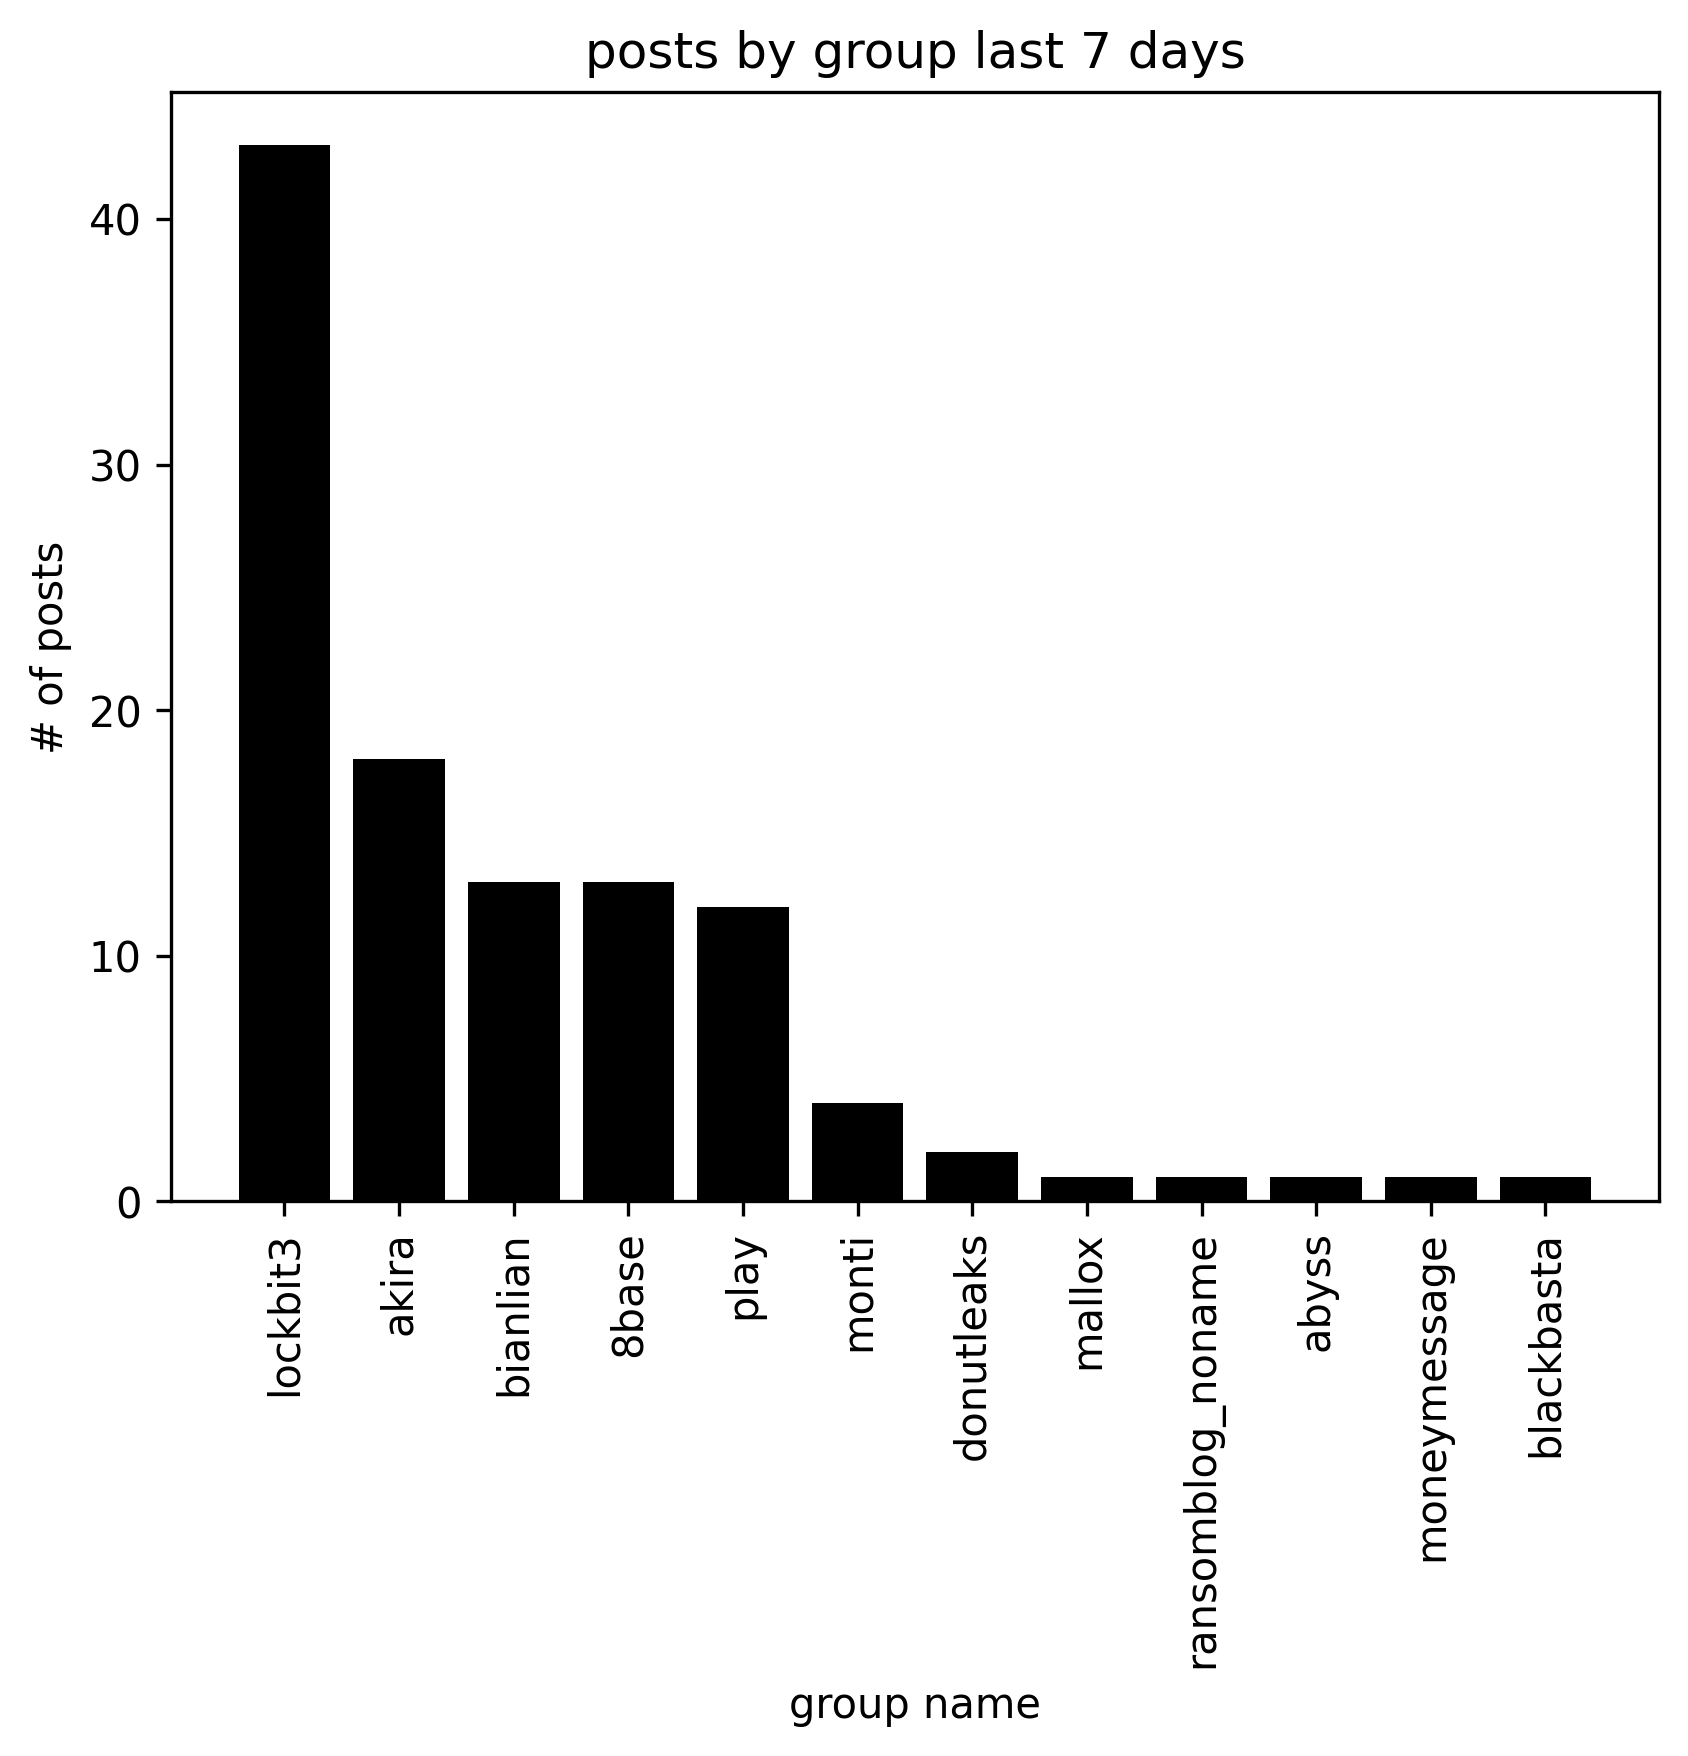 posts by group last 7 days
# of posts
40
30
20
10
0
lockbit3
akira
bianlian
8base
play
monti
donutleaks
mallox
ransomblog_noname
abyss
moneymessage
blackbasta
group name